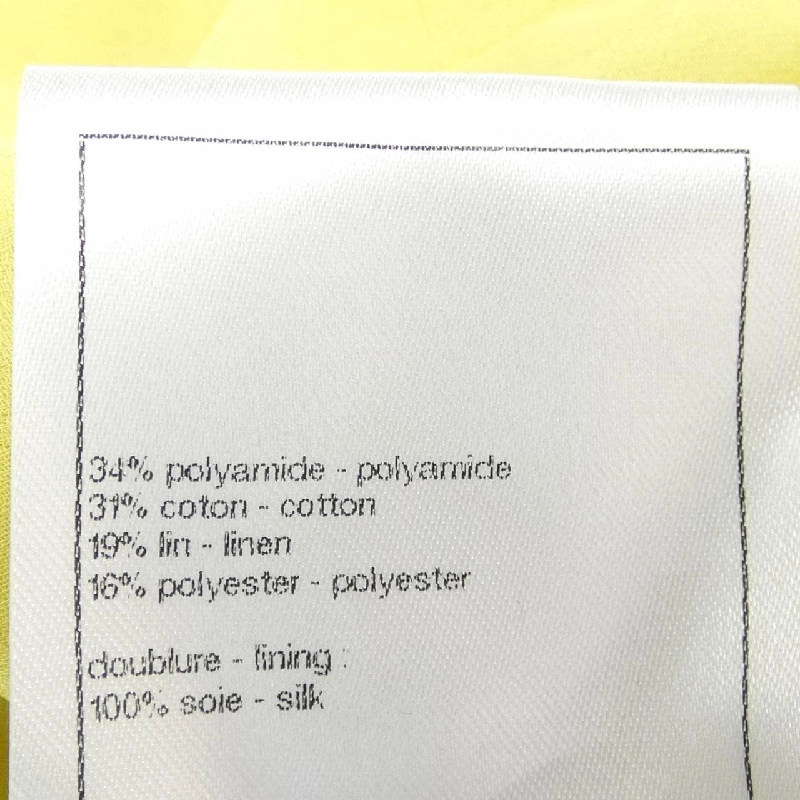 34% polyamide - polyamide
31% coton - cotton
19% lin - linen
16% polyester - polyester
doublure - lining :
100% soie - silk